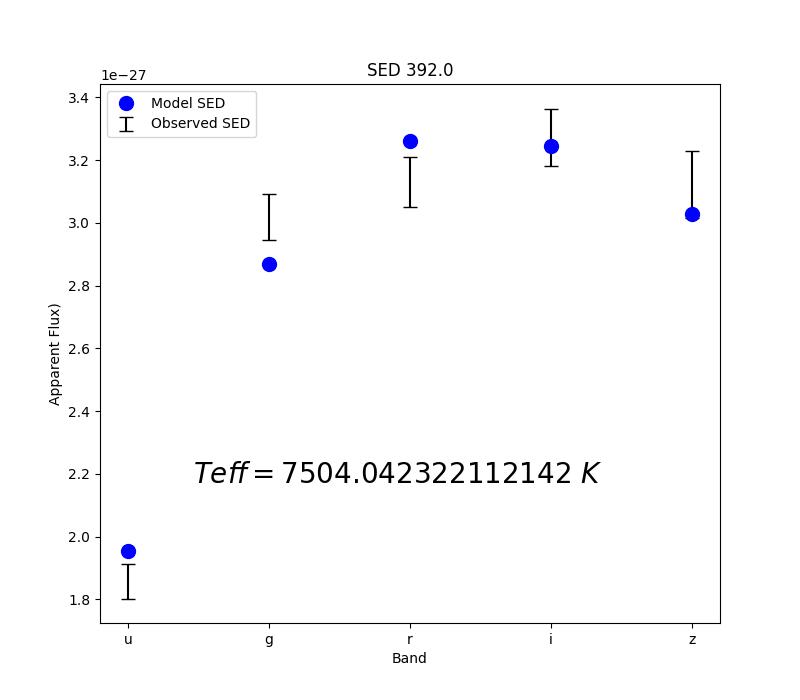 SED 392.0
1e−27
Model SED
Observed SED
3.4
3.2
3.0
2.8
2.6
2.4
2.2
2.0
1.8
Apparent Flux)
Teff = 7504.042322112142 K
u g r i z
Band